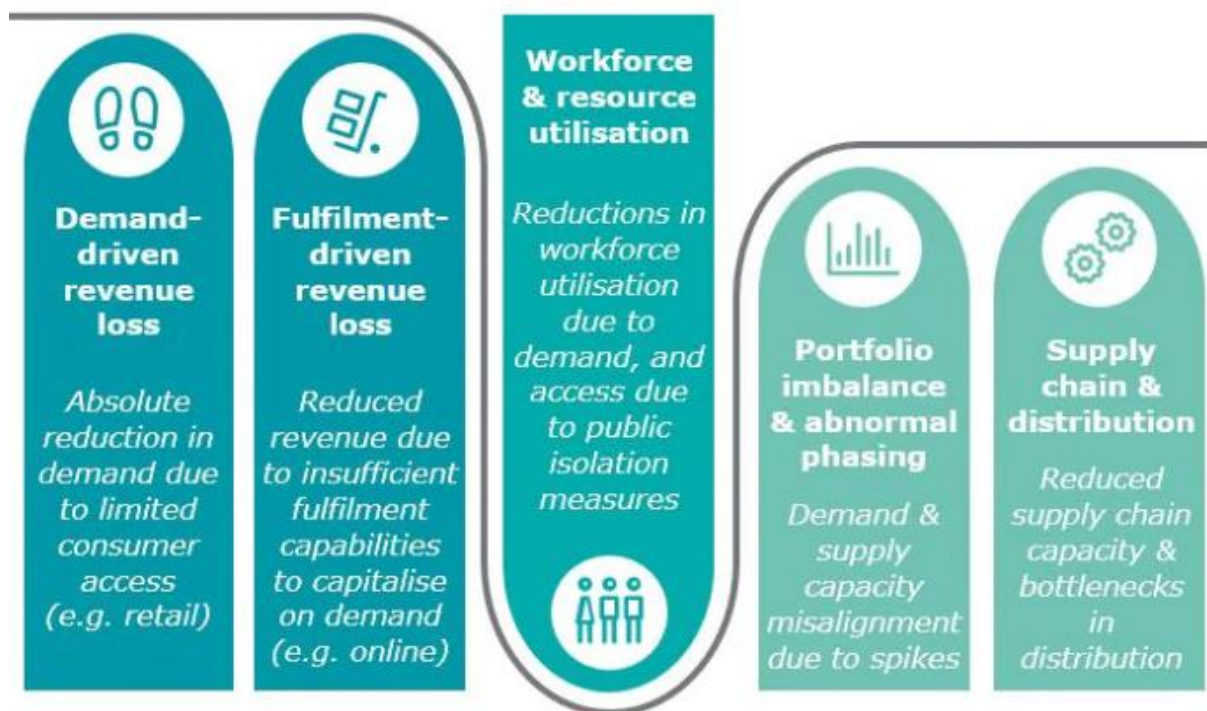 Demand-
driven
revenue
loss
Absolute
reduction in
demand due
to limited
consumer
access
(e.g. retail)
Fulfilment-
driven
revenue
loss
Reduced
revenue due
to insufficient
fulfilment
capabilities
to capitalise
on demand
(e.g. online)
Workforce
& resource
utilisation
Reductions in
workforce
utilisation
due to
demand, and
access due
to public
isolation
measures
Portfolio
imbalance
& abnormal
phasing
Demand &
supply
capacity
misalignment
due to spikes
Supply
chain &
distribution
Reduced
supply chain
capacity &
bottlenecks
in
distribution